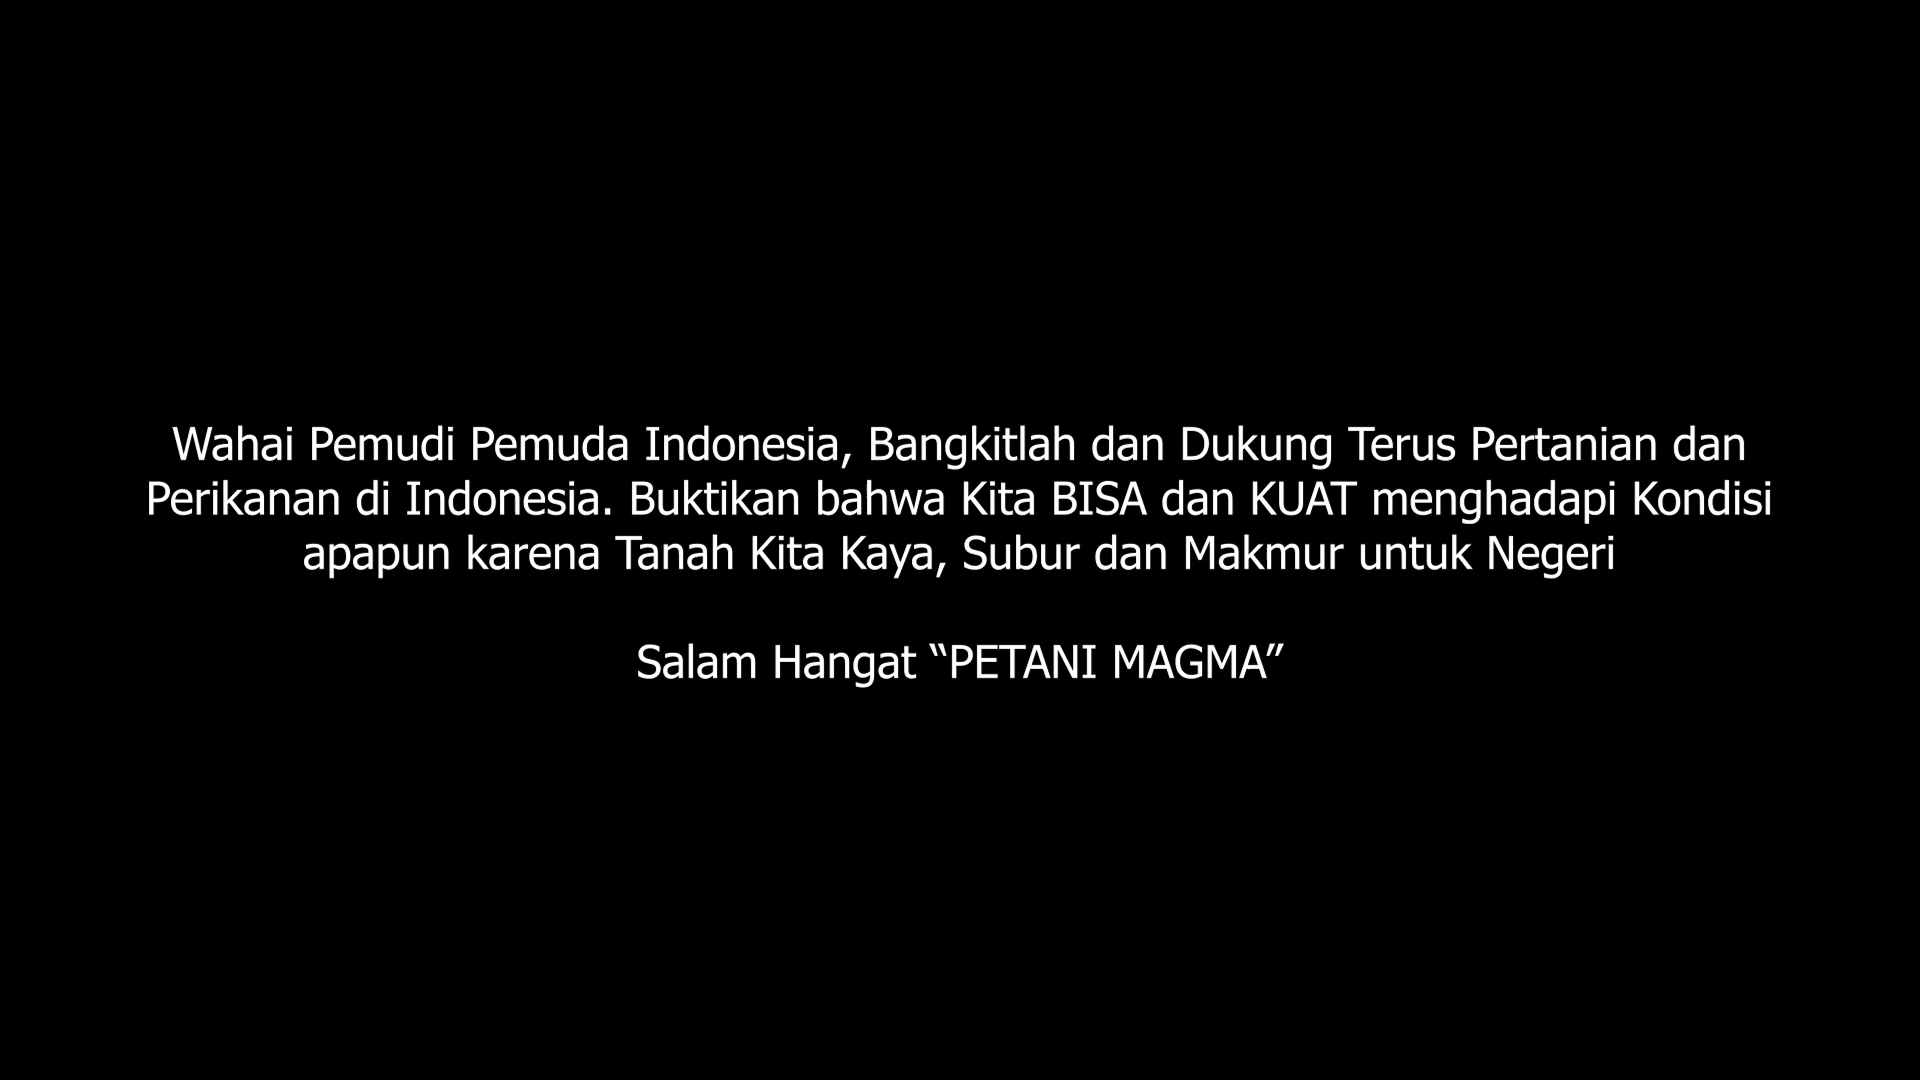 Wahai Pemudi Pemuda Indonesia, Bangkitlah dan Dukung Terus Pertanian dan
Perikanan di Indonesia. Buktikan bahwa Kita BISA dan KUAT menghadapi Kondisi
apapun karena Tanah Kita Kaya, Subur dan Makmur untuk Negeri
Salam Hangat “PETANI MAGMA”